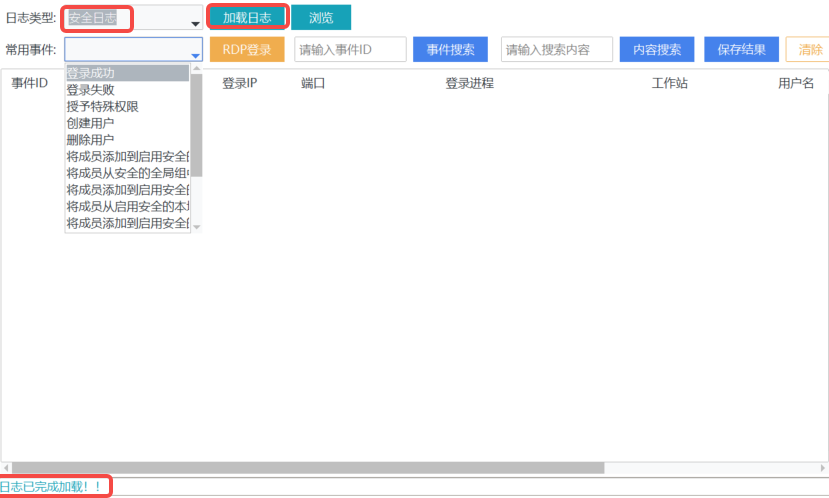 日志类型: 安全日志 加载日志 浏览
常用事件: RDP登录 请输入事件ID 事件搜索 请输入搜索内容 内容搜索 保存结果 清除
事件ID 登录IP 端口 登录进程 工作站 用户名
登录成功
登录失败
授予特殊权限
创建用户
删除用户
将成员添加到启用安全的
将成员从安全的全局组中
将成员添加到启用安全的
将成员从启用安全的本地
将成员添加到启用安全的
日志已完成加载！！